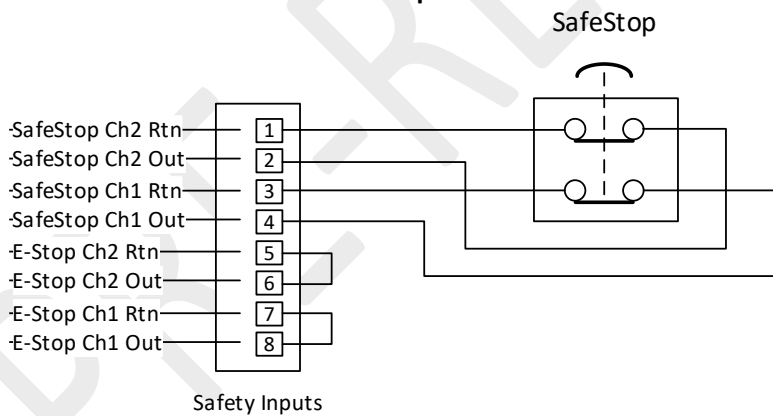 SafeStop
-SafeStop Ch2 Rtn
1
-SafeStop Ch2 Out
2
-SafeStop Ch1 Rtn
3
-SafeStop Ch1 Out
4
-E-Stop Ch2 Rtn
5
-E-Stop Ch2 Out
6
-E-Stop Ch1 Rtn
7
-E-Stop Ch1 Out
8
Safety Inputs